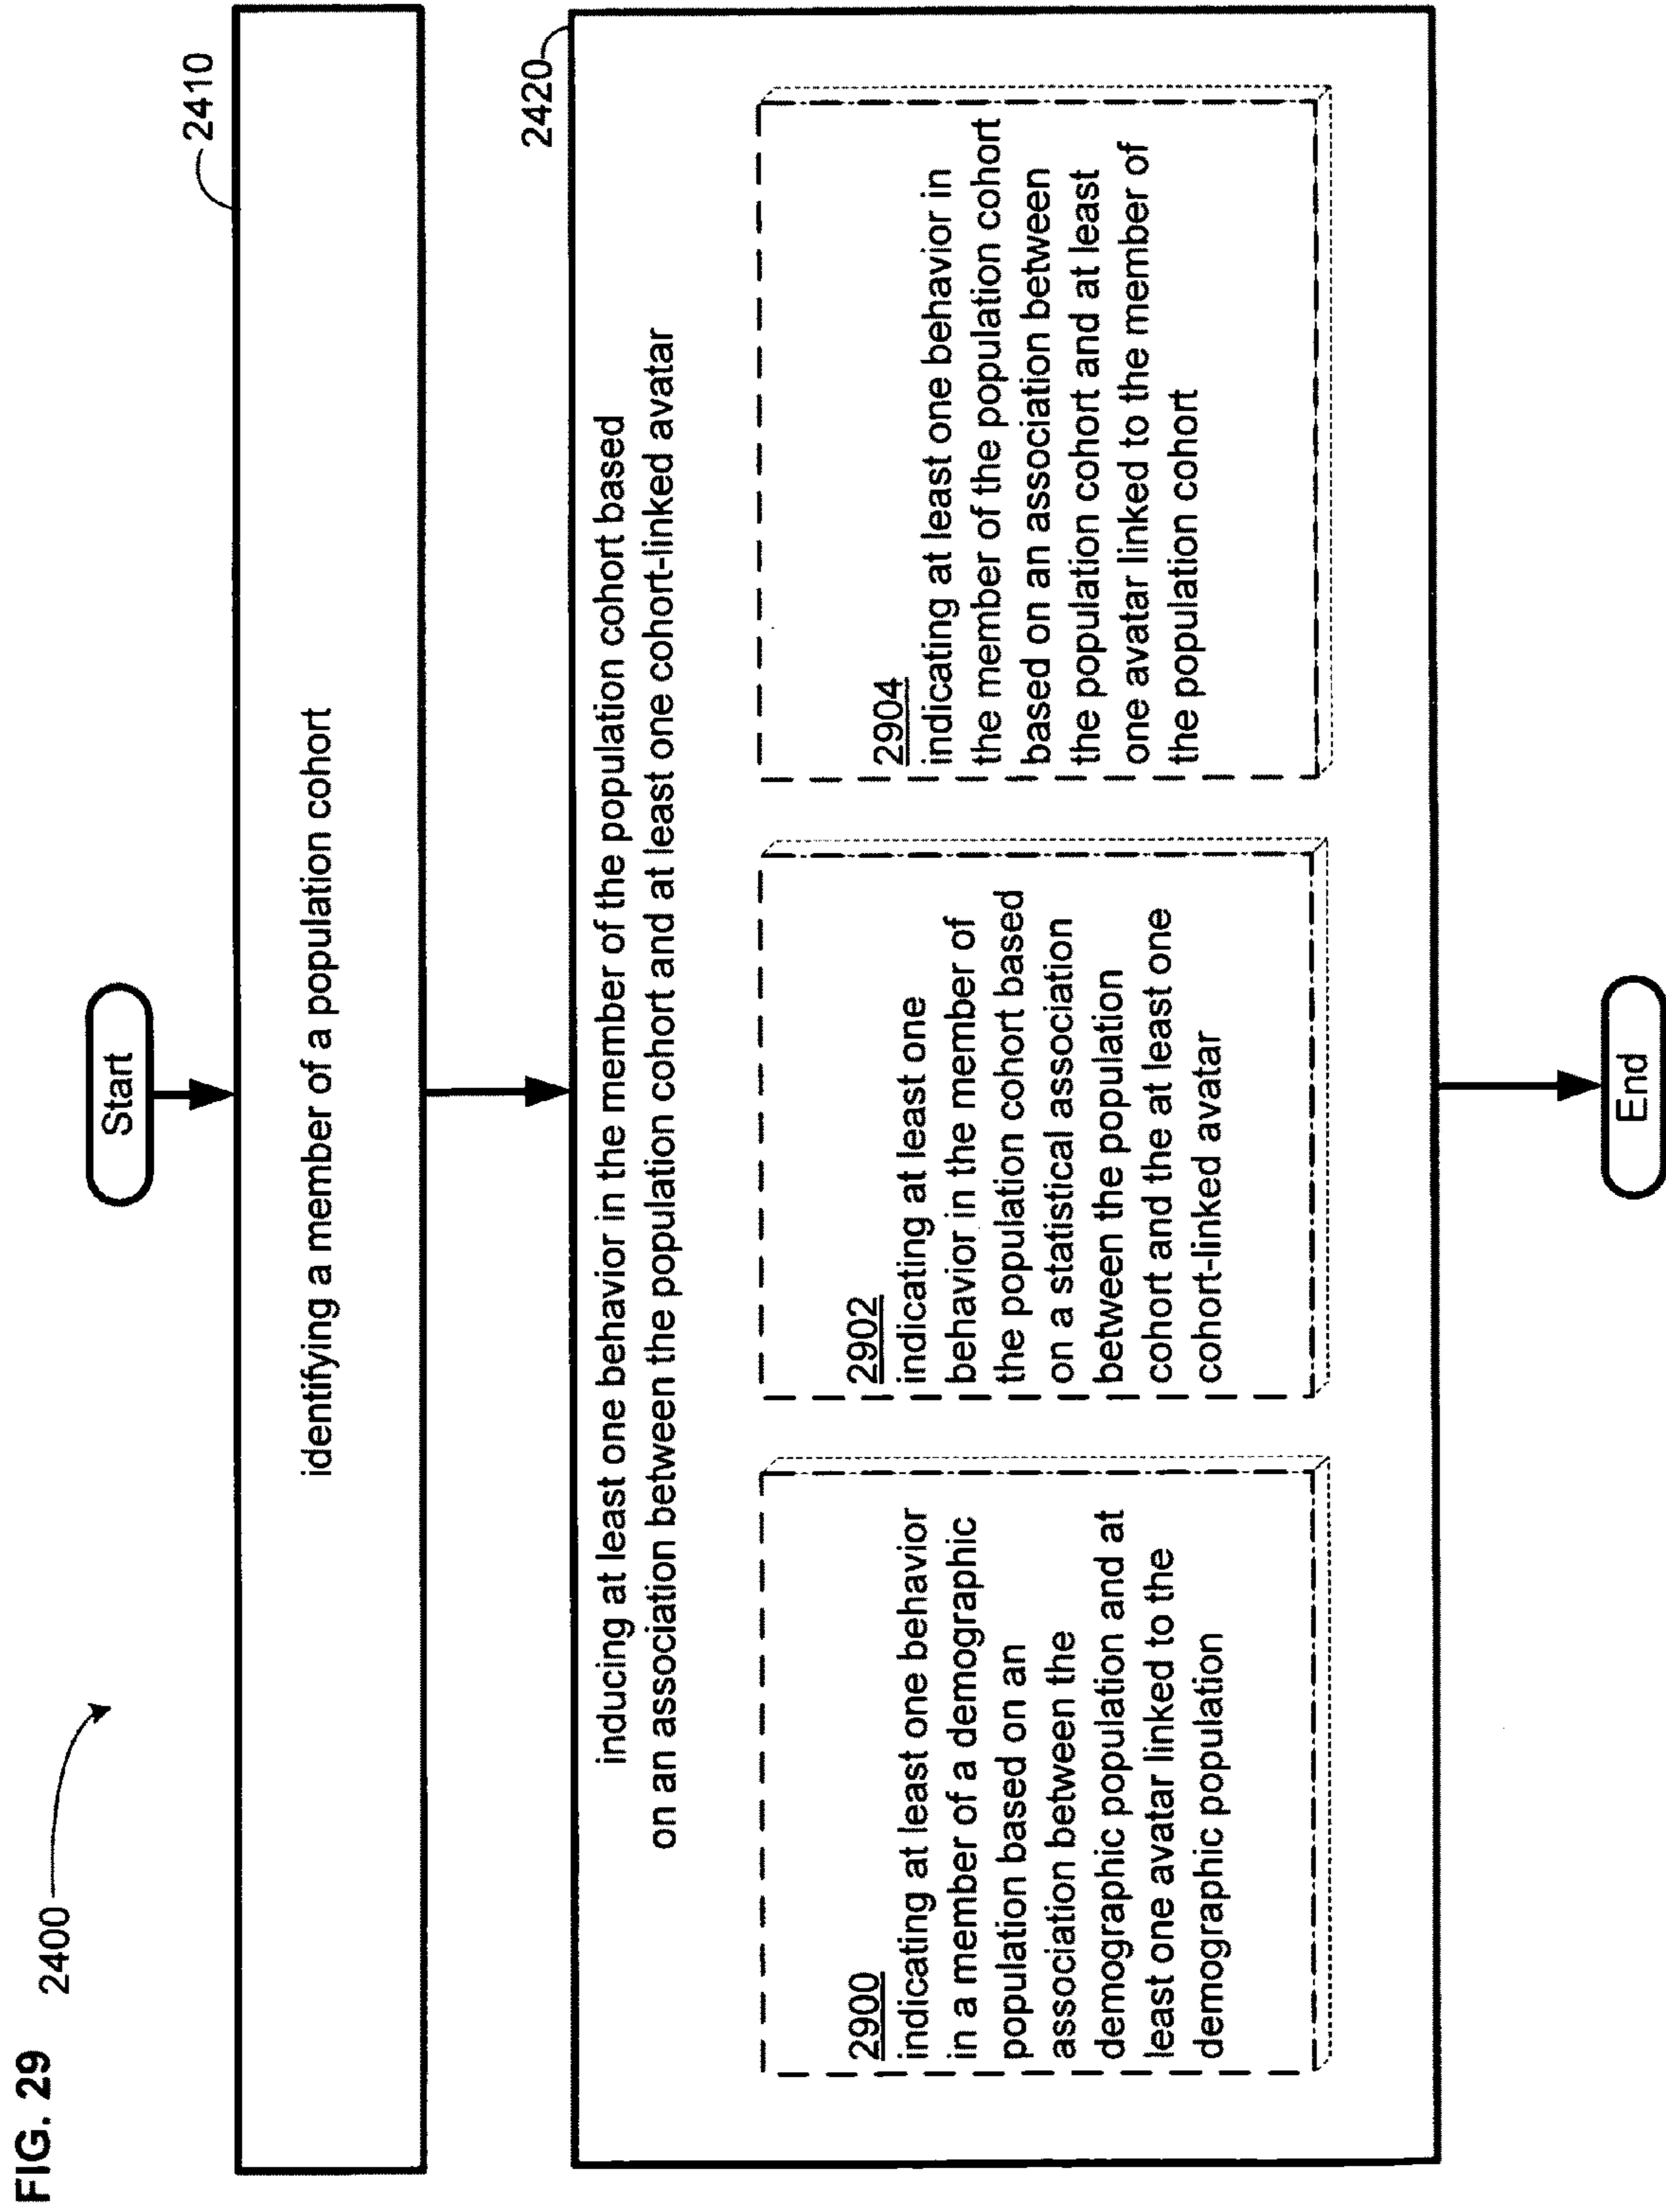 FIG. 29
2400
Start
2410
identifying a member of a population cohort
2420
inducing at least one behavior in the member of the population cohort based
on an association between the population cohort and at least one cohort-linked avatar
2900
indicating at least one behavior
in a member of a demographic
population based on an
association between the
demographic population and at
least one avatar linked to the
demographic population
2902
indicating at least one
behavior in the member of
the population cohort based
on a statistical association
between the population
cohort and the at least one
cohort-linked avatar
2904
indicating at least one behavior in
the member of the population cohort
based on an association between
the population cohort and at least
one avatar linked to the member of
the population cohort
End